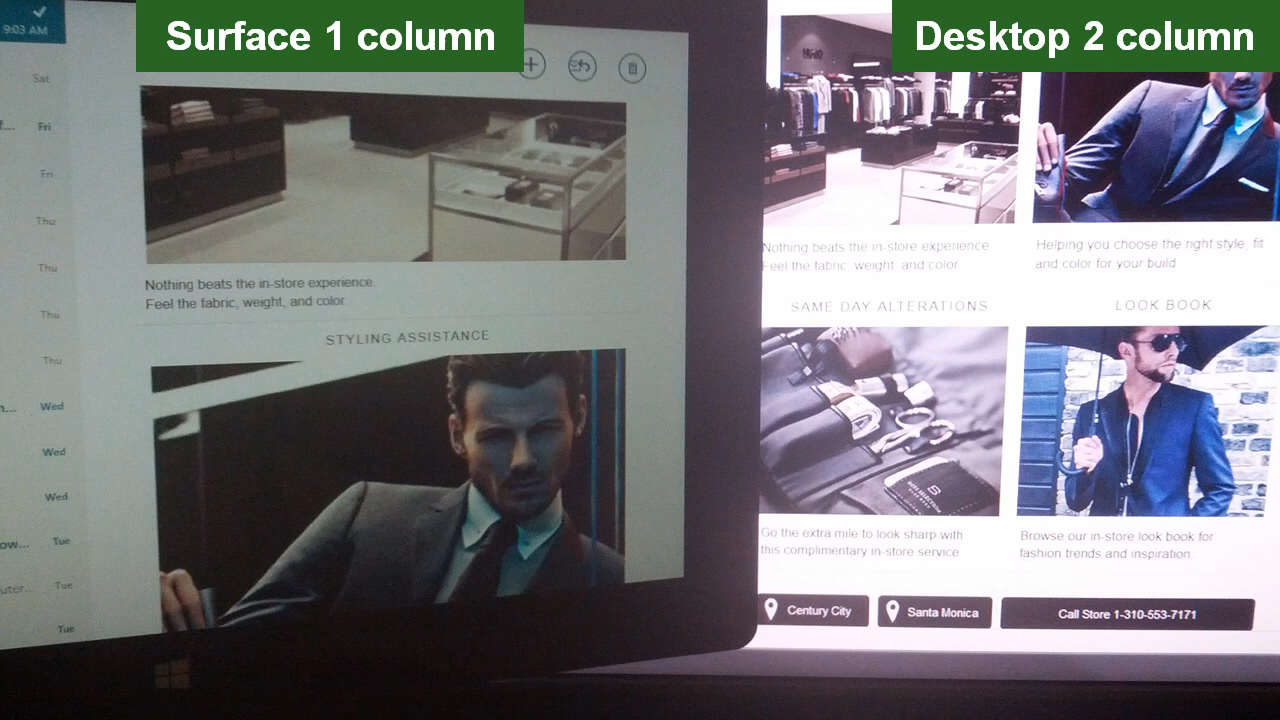 Surface 1 column
Desktop 2 column
9:03 AM
Sat
Fri
Fri
Thu
Thu
Thu
Thu
Wed
Wed
Wed
ow... Tue
uter... Tue
Tue
Nothing beats the in-store experience.
Feel the fabric, weight, and color.
STYLING ASSISTANCE
Nothing beats the in-store experience
Feel the fabric, weight, and color
Helping you choose the right style, fit
and color for your build
SAME DAY ALTERATIONS
LOOK BOOK
Go the extra mile to look sharp with
this complimentary in-store service
Browse our in-store look book for
fashion trends and inspiration.
Century City
Santa Monica
Call Store 1-310-553-7171